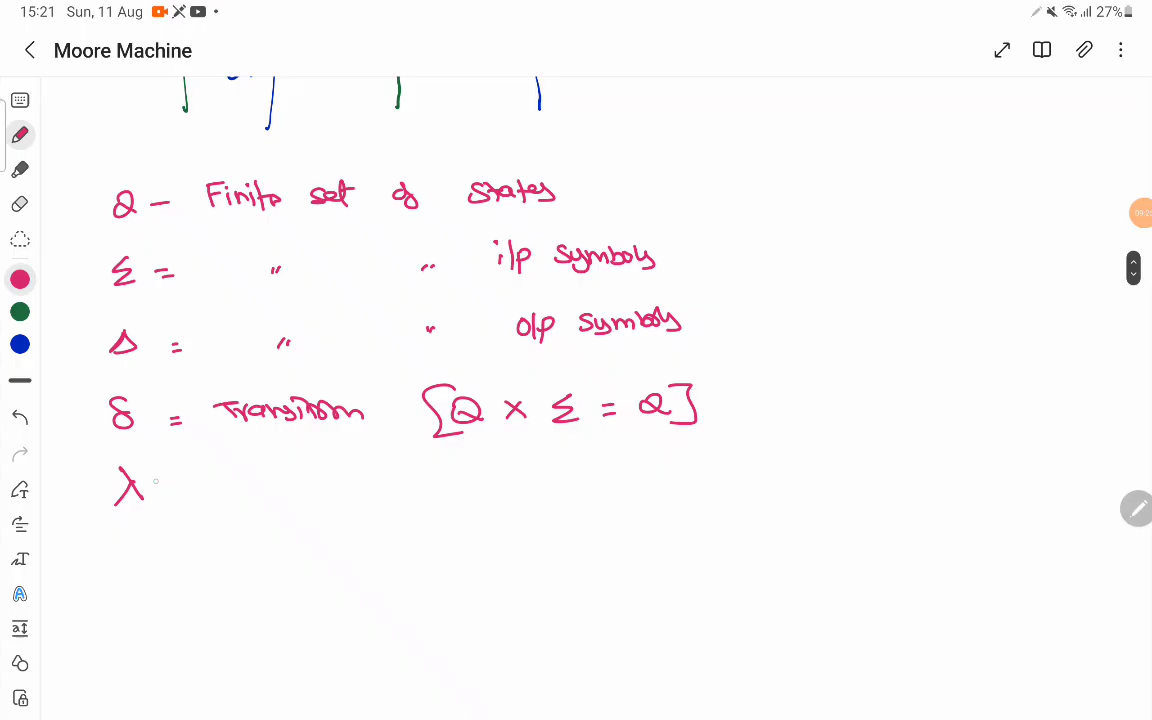 15:21 Sun, 11 Aug 27%
Moore Machine
Q - Finite set of states
Σ = " " i/p symbols
Δ = " " o/p symbols
δ = Transition [Q × Σ = Q]
λ